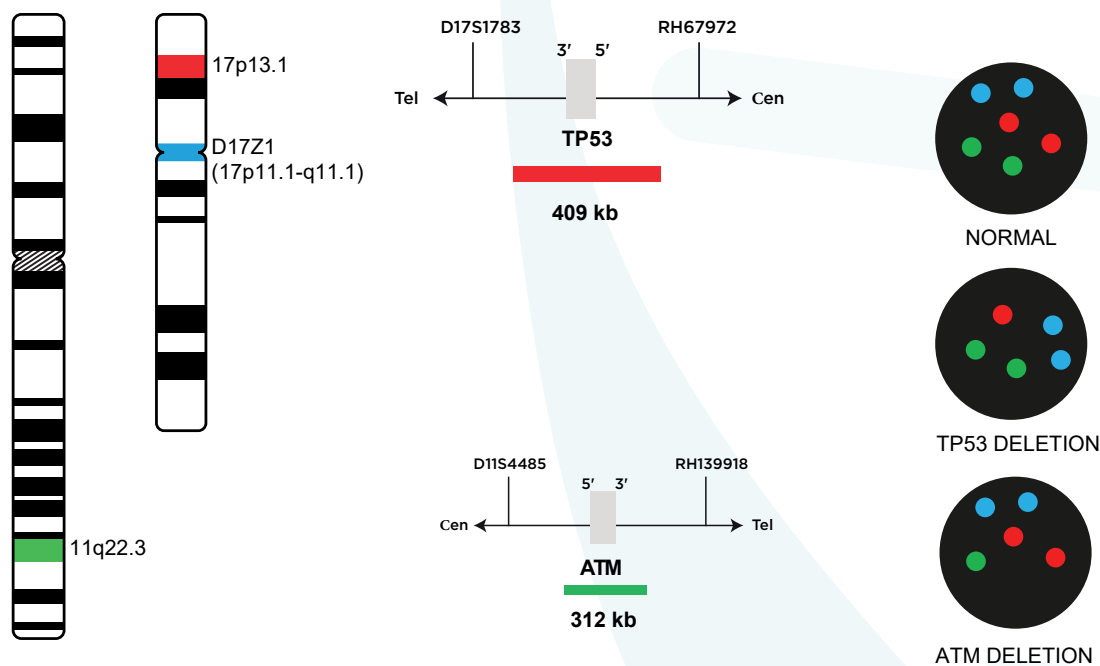 17p13.1
D17Z1
(17p11.1-q11.1)
11q22.3
D17S1783
RH67972
3' 5'
Tel
Cen
TP53
409 kb
D11S4485
RH139918
5' 3'
Cen
Tel
ATM
312 kb
NORMAL
TP53 DELETION
ATM DELETION